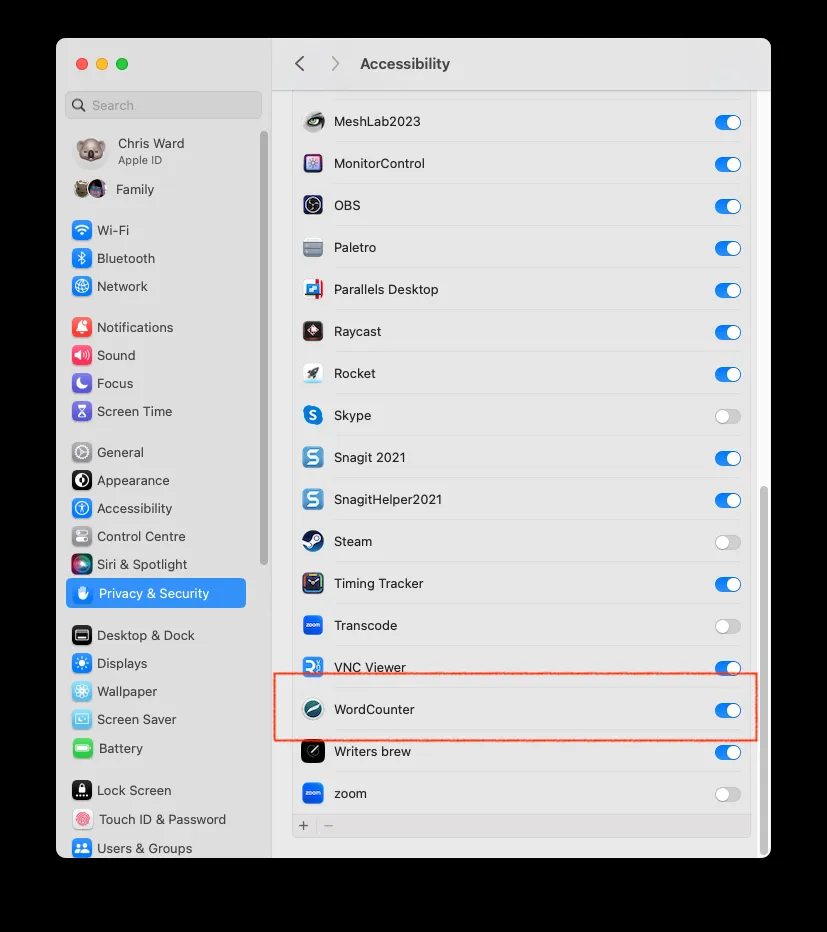 Accessibility
Search
Chris Ward
Apple ID
Family
Wi-Fi
Bluetooth
Network
Notifications
Sound
Focus
Screen Time
General
Appearance
Accessibility
Control Centre
Siri & Spotlight
Privacy & Security
Desktop & Dock
Displays
Wallpaper
Screen Saver
Battery
Lock Screen
Touch ID & Password
Users & Groups
MeshLab2023
MonitorControl
OBS
Paletro
Parallels Desktop
Raycast
Rocket
Skype
Snagit 2021
SnagitHelper2021
Steam
Timing Tracker
zoom
Transcode
VNC Viewer
WordCounter
Writers brew
zoom
zoom